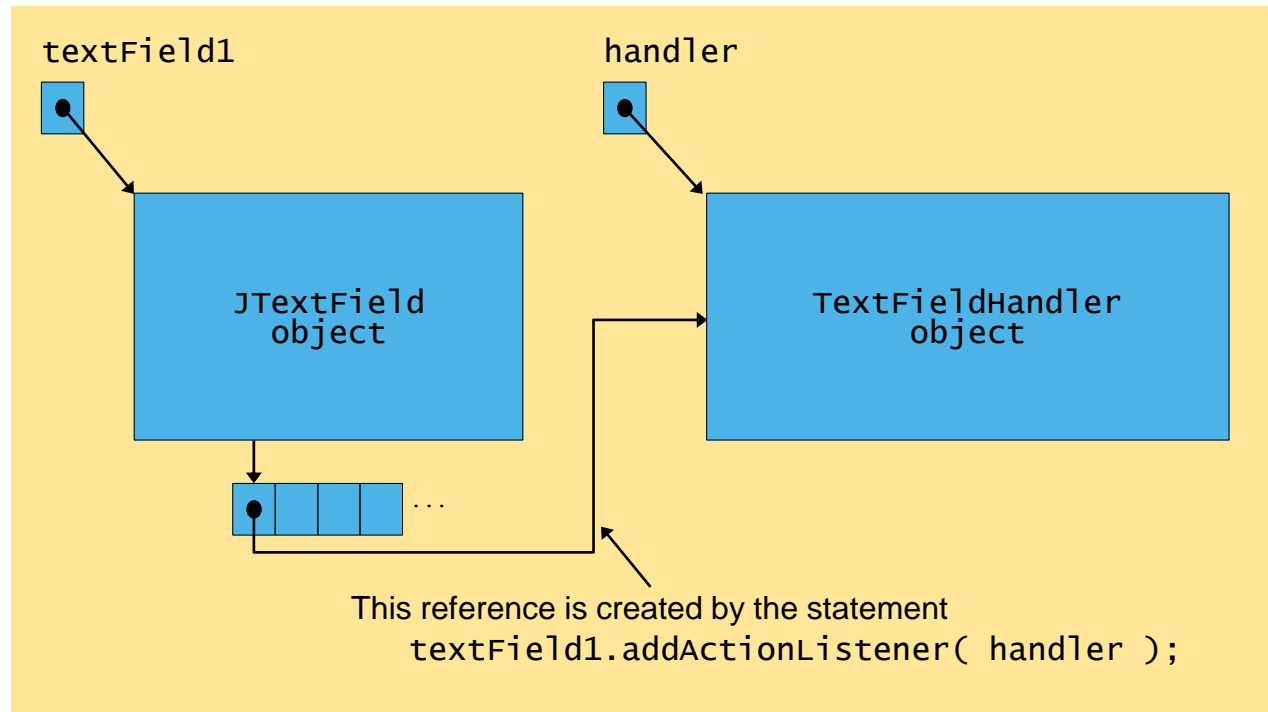 textField1
handler
JTextField
object
TextFieldHandler
object
...
This reference is created by the statement
textField1.addActionListener( handler );